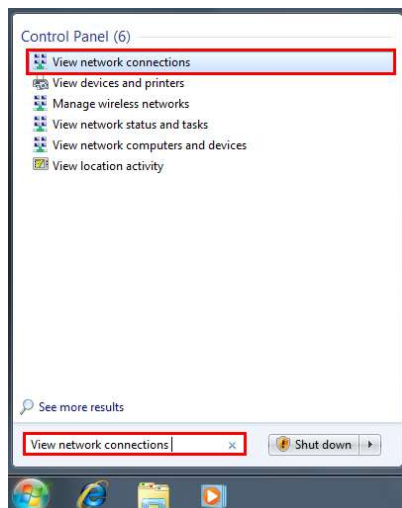 Control Panel (6)
View network connections
View devices and printers
Manage wireless networks
View network status and tasks
View network computers and devices
View location activity
See more results
View network connections × Shut down